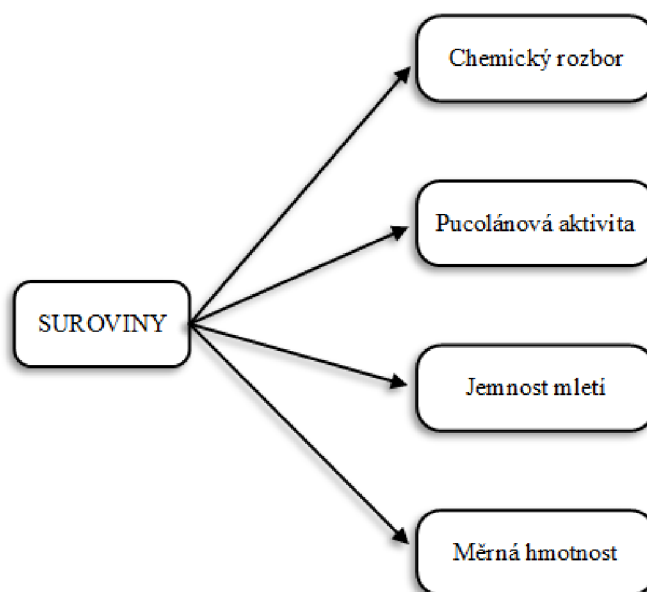 Chemický rozbor
Pucolánová aktivita
SUROVINY
Jemnost mletí
Měrná hmotnost